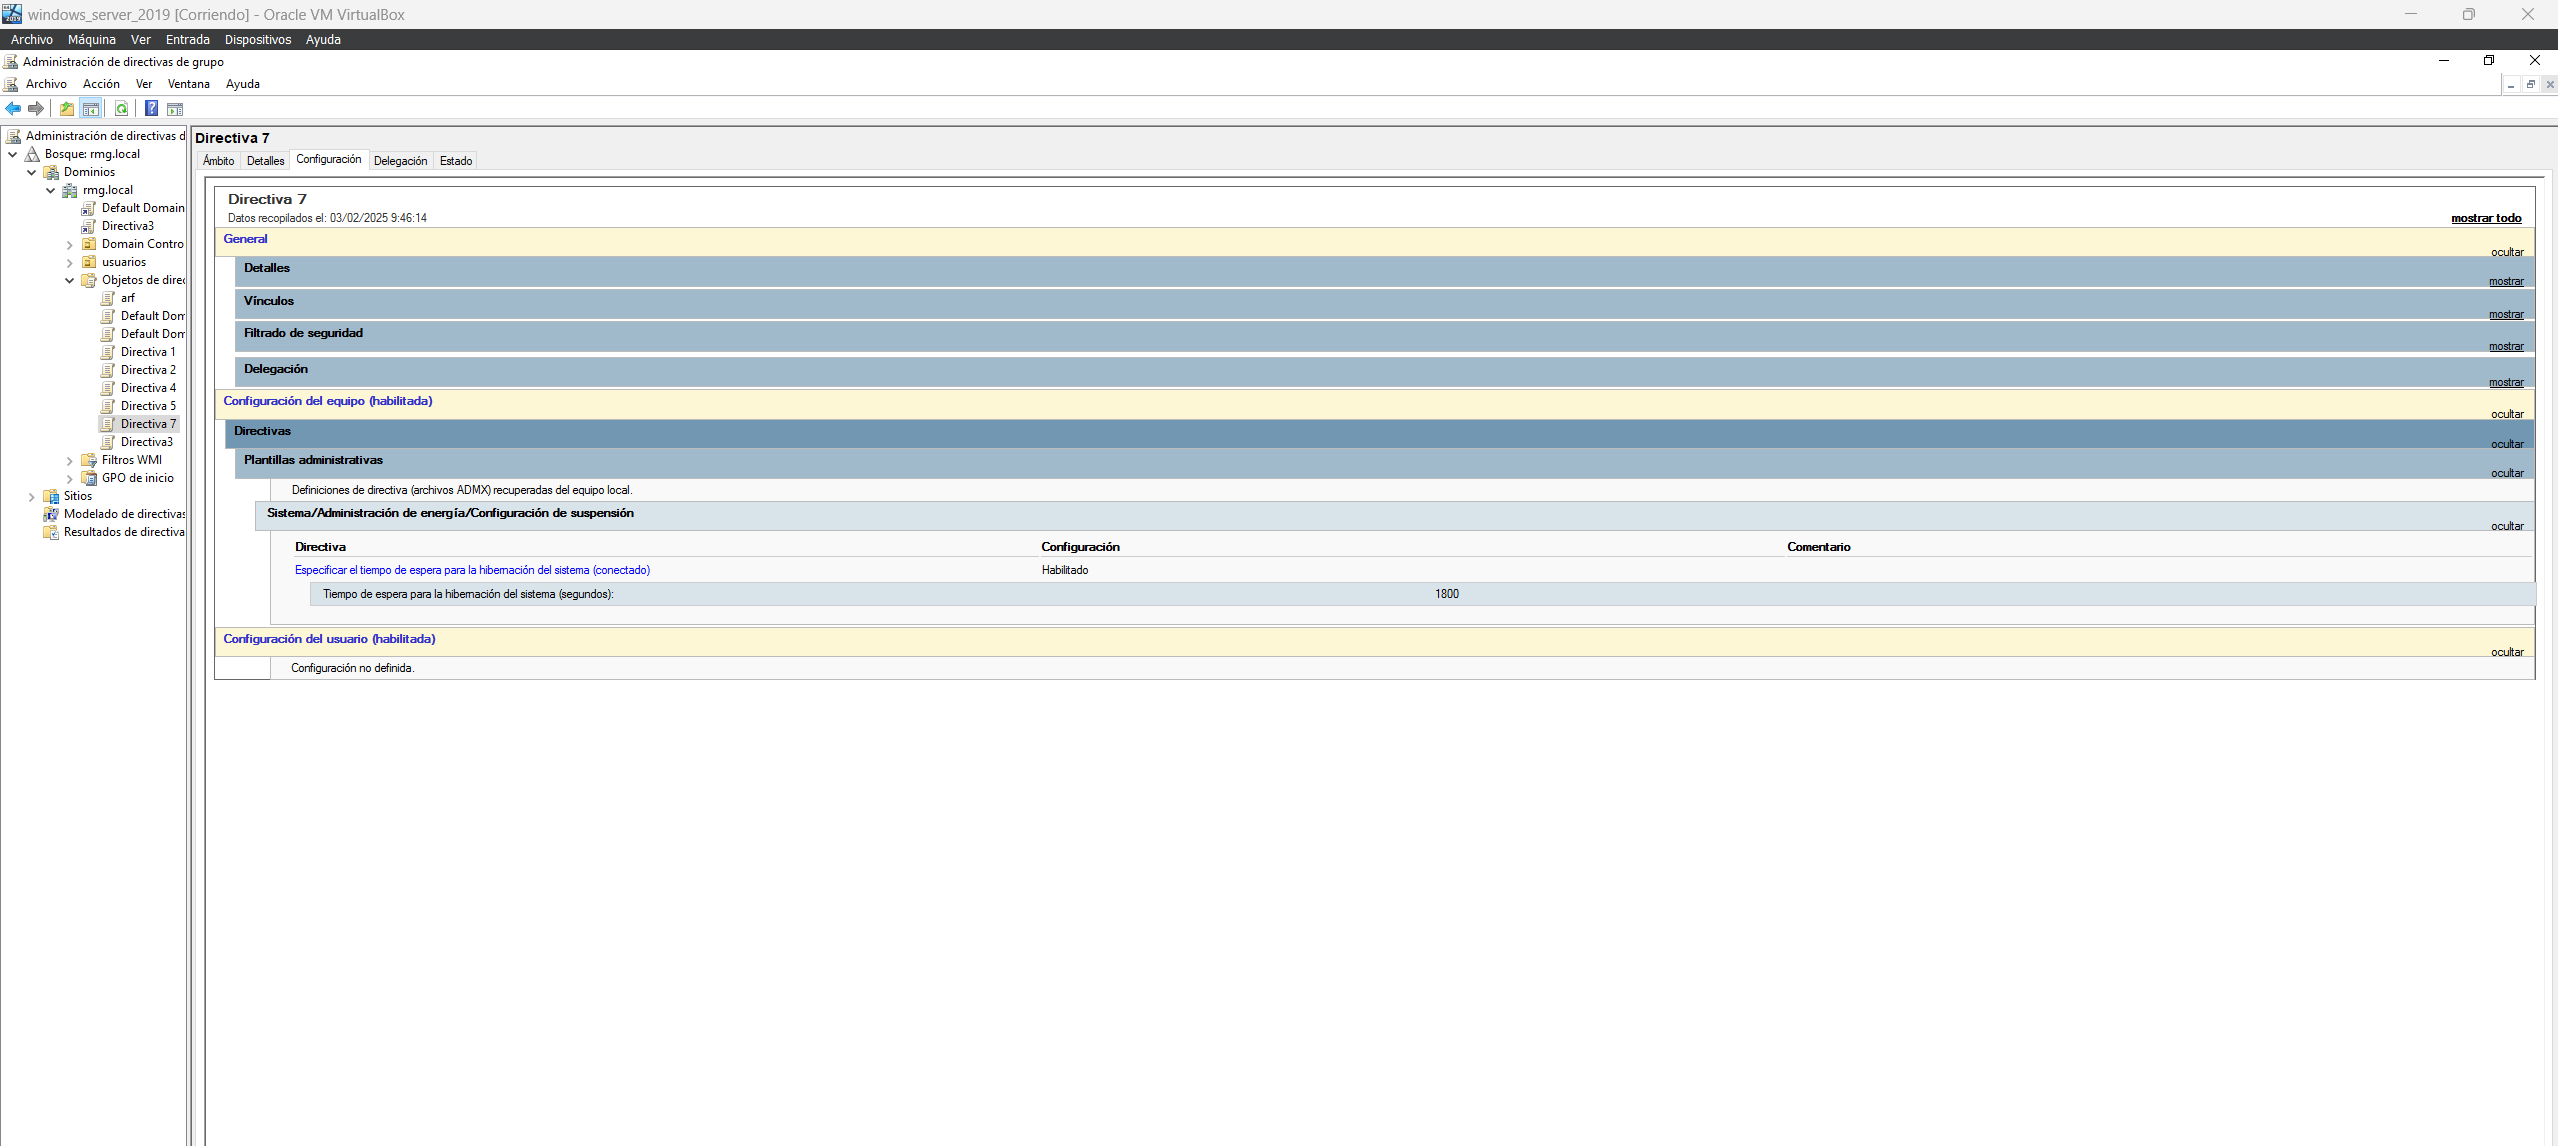 windows_server_2019 [Corriendo] - Oracle VM VirtualBox
Archivo Máquina Ver Entrada Dispositivos Ayuda
Administración de directivas de grupo
Archivo Acción Ver Ventana Ayuda
Administración de directivas d
Bosque: rmg.local
Dominios
rmg.local
Default Domain
Directiva3
Domain Contro
usuarios
Objetos de direc
arf
Default Dom
Default Dom
Directiva 1
Directiva 2
Directiva 4
Directiva 5
Directiva 7
Directiva3
Filtros WMI
GPO de inicio
Sitios
Modelado de directivas
Resultados de directiva
Directiva 7
Ámbito Detalles Configuración Delegación Estado
Directiva 7
Datos recopilados el: 03/02/2025 9:46:14
mostrar todo
General
ocultar
Detalles
mostrar
Vínculos
mostrar
Filtrado de seguridad
mostrar
Delegación
mostrar
Configuración del equipo (habilitada)
ocultar
Directivas
ocultar
Plantillas administrativas
ocultar
Definiciones de directiva (archivos ADMX) recuperadas del equipo local.
Sistema/Administración de energía/Configuración de suspensión
ocultar
Directiva Configuración Comentario
Especificar el tiempo de espera para la hibernación del sistema (conectado) Habilitado
Tiempo de espera para la hibernación del sistema (segundos): 1800
Configuración del usuario (habilitada)
ocultar
Configuración no definida.